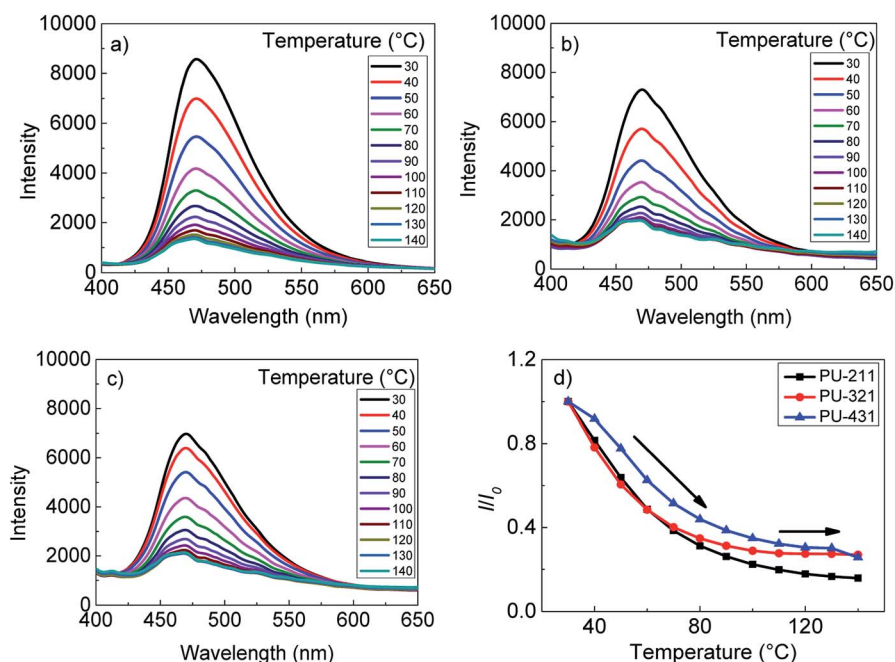 a)
Temperature (°C)
30
40
50
60
70
80
90
100
110
120
130
140
10000
8000
6000
4000
2000
0
Intensity
400 450 500 550 600 650
Wavelength (nm)
b)
Temperature (°C)
30
40
50
60
70
80
90
100
110
120
130
140
10000
8000
6000
4000
2000
0
Intensity
400 450 500 550 600 650
Wavelength (nm)
c)
Temperature (°C)
30
40
50
60
70
80
90
100
110
120
130
140
10000
8000
6000
4000
2000
0
Intensity
400 450 500 550 600 650
Wavelength (nm)
d)
PU-211
PU-321
PU-431
1.2
0.8
0.4
0.0
I/I0
40 80 120
Temperature (°C)